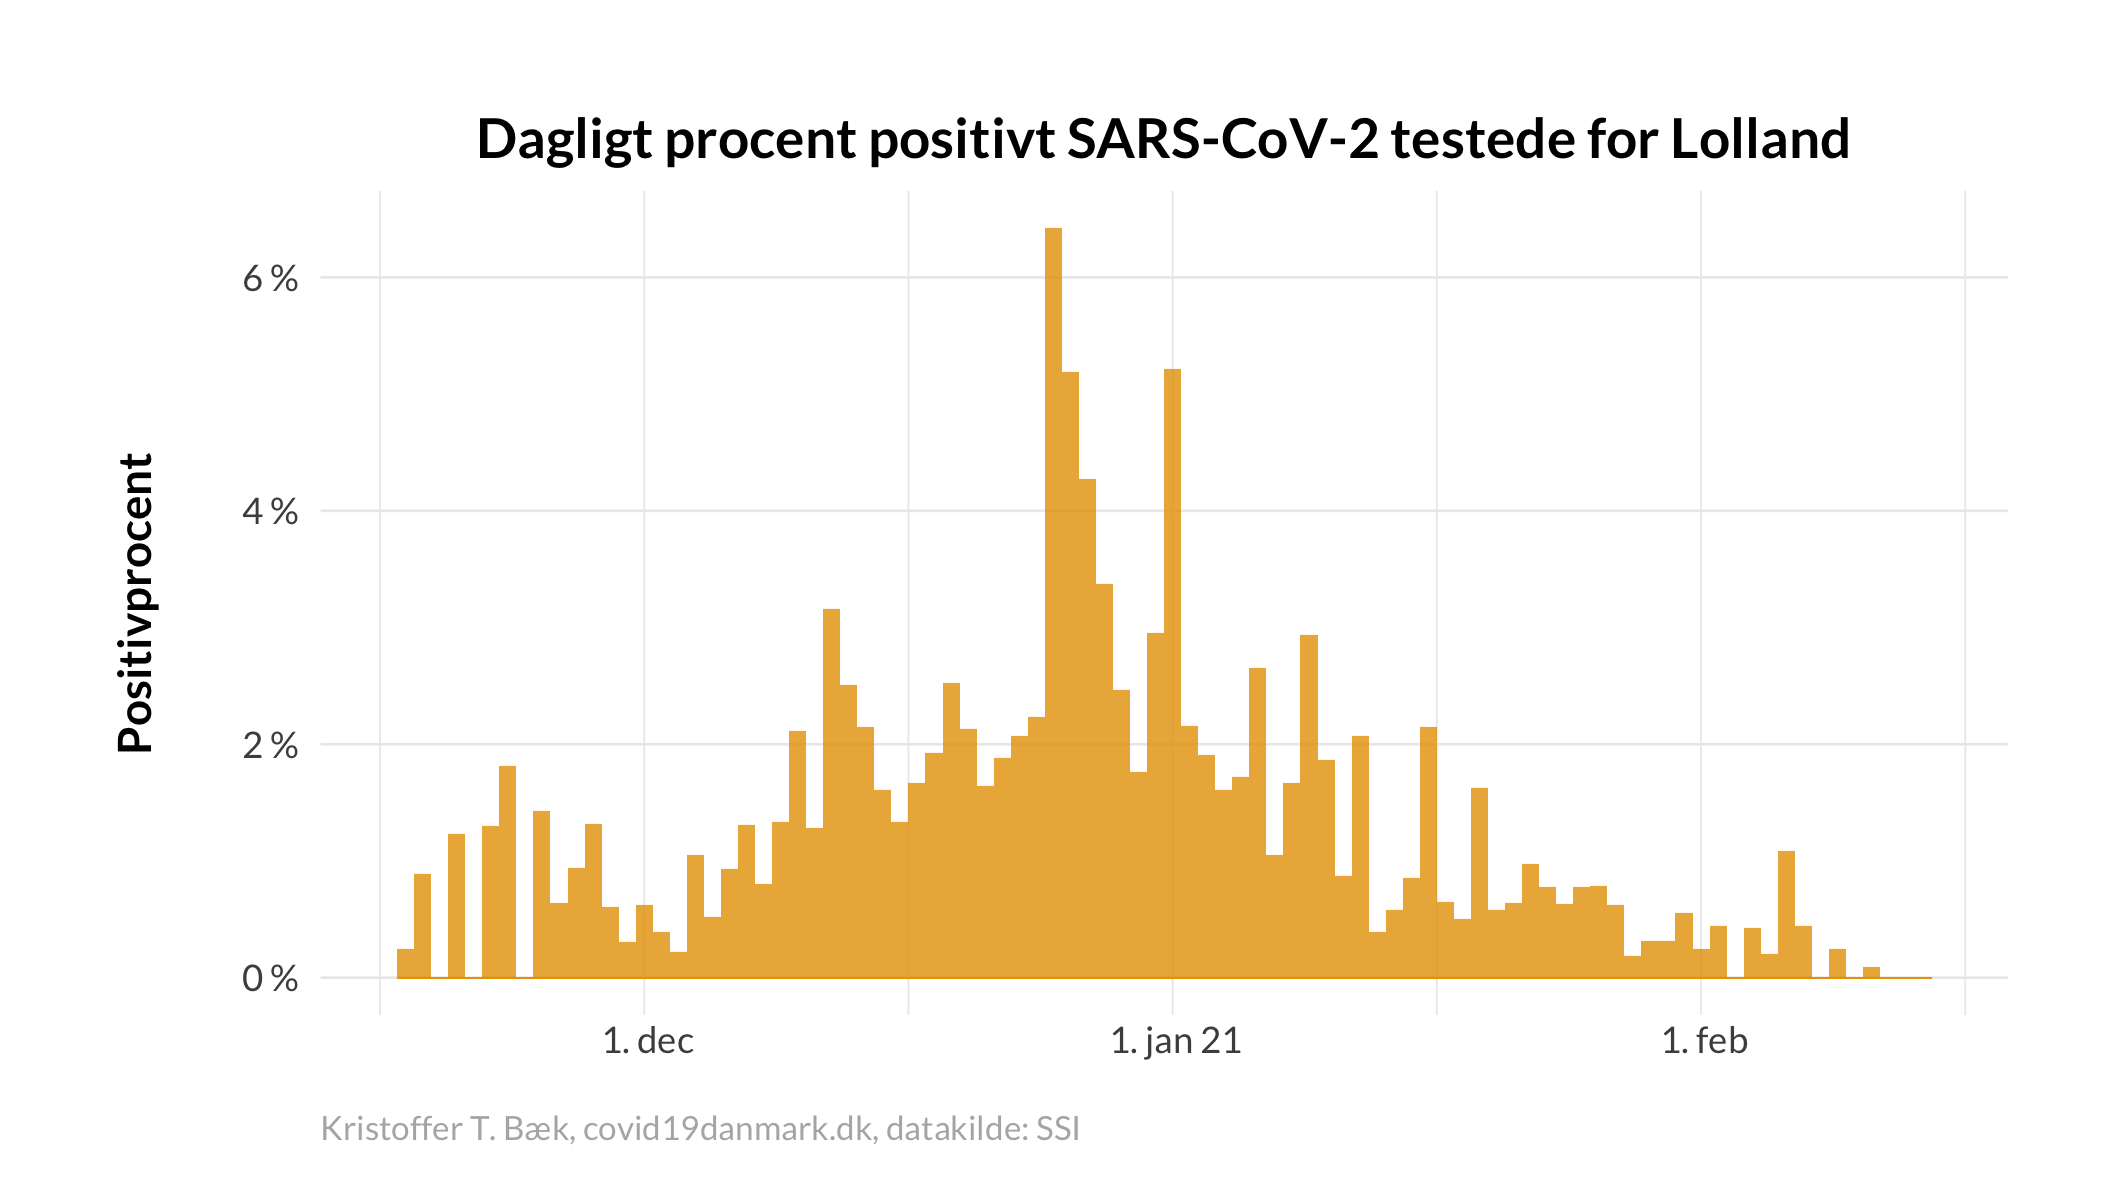 Dagligt procent positivt SARS-CoV-2 testede for Lolland
Positivprocent
6 %
4 %
2 %
0 %
1. dec
1. jan 21
1. feb
Kristoffer T. Bæk, covid19danmark.dk, datakilde: SSI